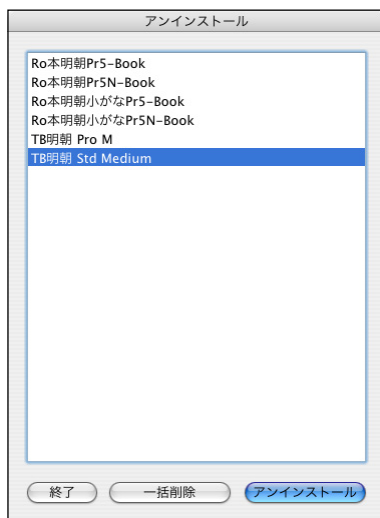 アンインストール
Ro本明朝Pr5-Book
Ro本明朝Pr5N-Book
Ro本明朝小がなPr5-Book
Ro本明朝小がなPr5N-Book
TB明朝 Pro M
TB明朝 Std Medium
終了 一括削除 アンインストール